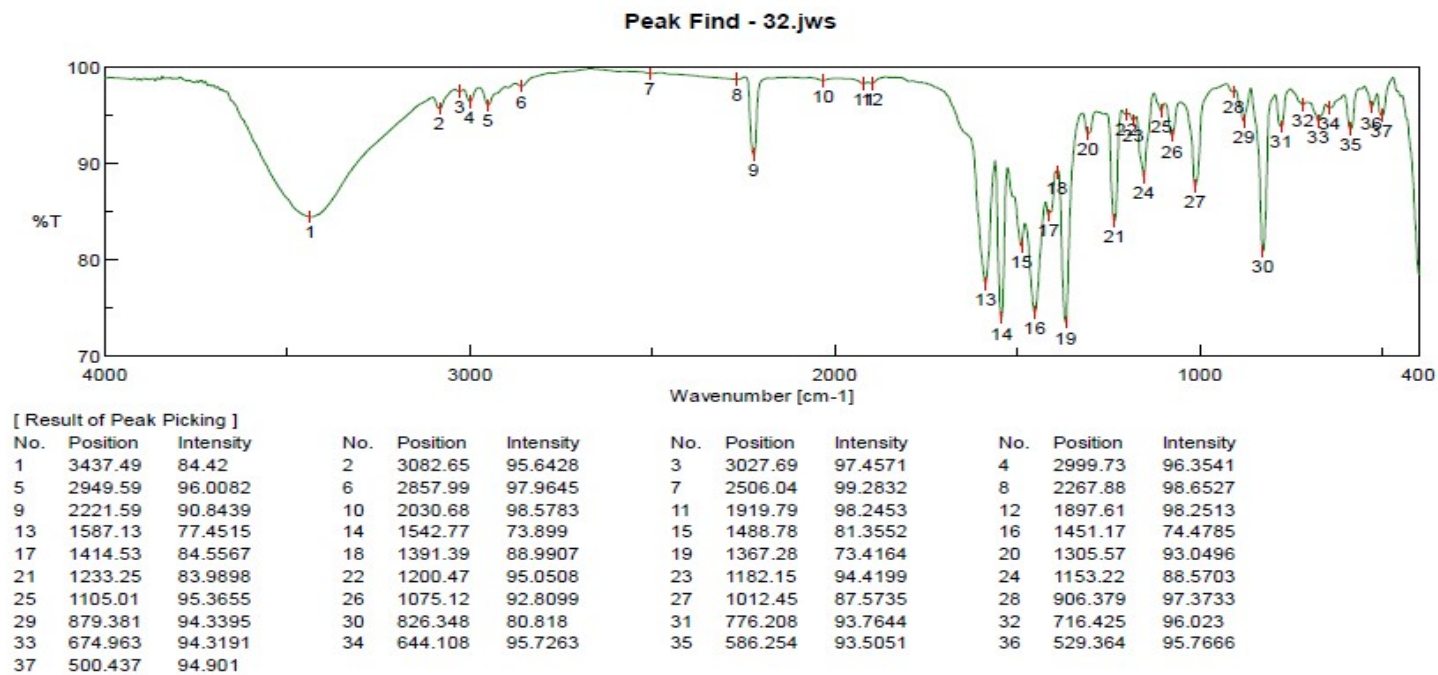 Peak Find - 32.jws
100
90
%T
80
70
1
2
3
4
5
6
7
8
9
10
11
12
13
14
15
16
17
18
19
20
21
22
23
24
25
26
27
28
29
30
31
32
33
34
35
36
37
4000 3000 2000 1000 400
Wavenumber [cm-1]
[ Result of Peak Picking ]
No. Position Intensity No. Position Intensity No. Position Intensity No. Position Intensity
1 3437.49 84.42 2 3082.65 95.6428 3 3027.69 97.4571 4 2999.73 96.3541
5 2949.59 96.0082 6 2857.99 97.9645 7 2506.04 99.2832 8 2267.88 98.6527
9 2221.59 90.8439 10 2030.68 98.5783 11 1919.79 98.2453 12 1897.61 98.2513
13 1587.13 77.4515 14 1542.77 73.899 15 1488.78 81.3552 16 1451.17 74.4785
17 1414.53 84.5567 18 1391.39 88.9907 19 1367.28 73.4164 20 1305.57 93.0496
21 1233.25 83.9898 22 1200.47 95.0508 23 1182.15 94.4199 24 1153.22 88.5703
25 1105.01 95.3655 26 1075.12 92.8099 27 1012.45 87.5735 28 906.379 97.3733
29 879.381 94.3395 30 826.348 80.818 31 776.208 93.7644 32 716.425 96.023
33 674.963 94.3191 34 644.108 95.7263 35 586.254 93.5051 36 529.364 95.7666
37 500.437 94.901